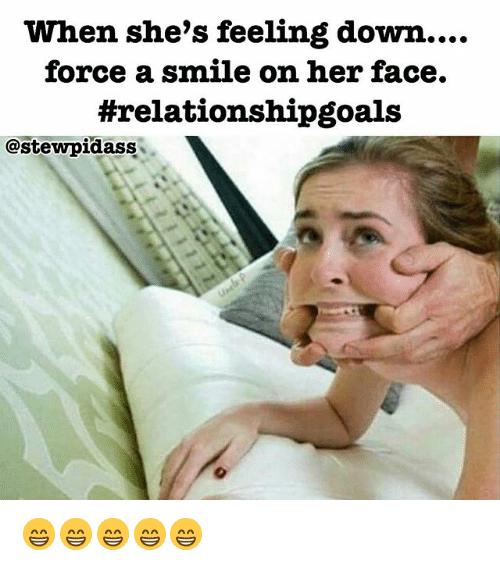 When she's feeling down....
force a smile on her face.
#relationshipgoals
@stewpidass